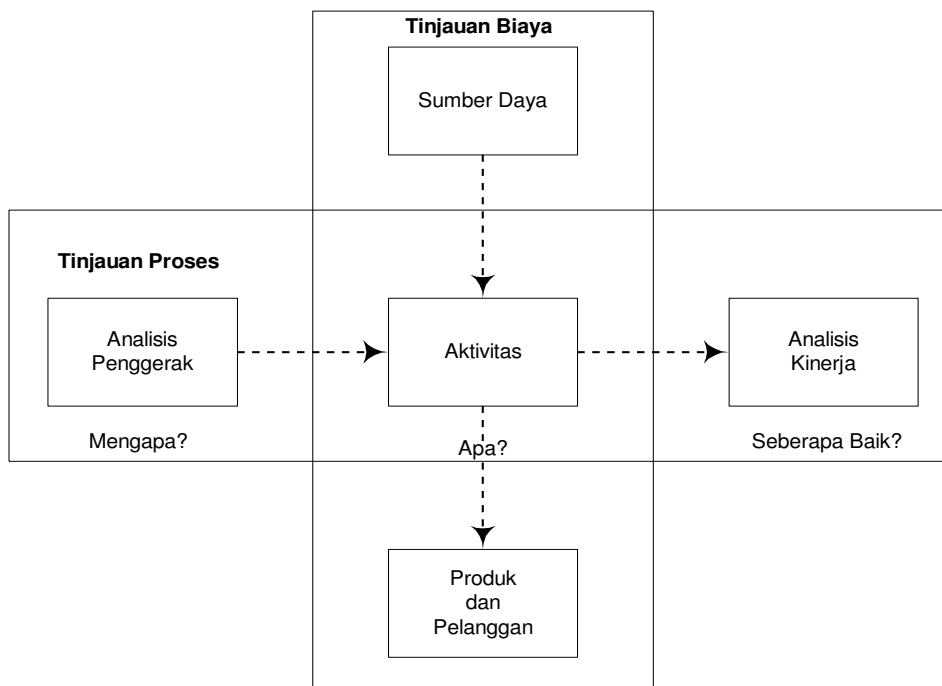 Tinjauan Biaya
Sumber Daya
Tinjauan Proses
Analisis
Penggerak
Aktivitas
Analisis
Kinerja
Mengapa?
Apa?
Seberapa Baik?
Produk
dan
Pelanggan